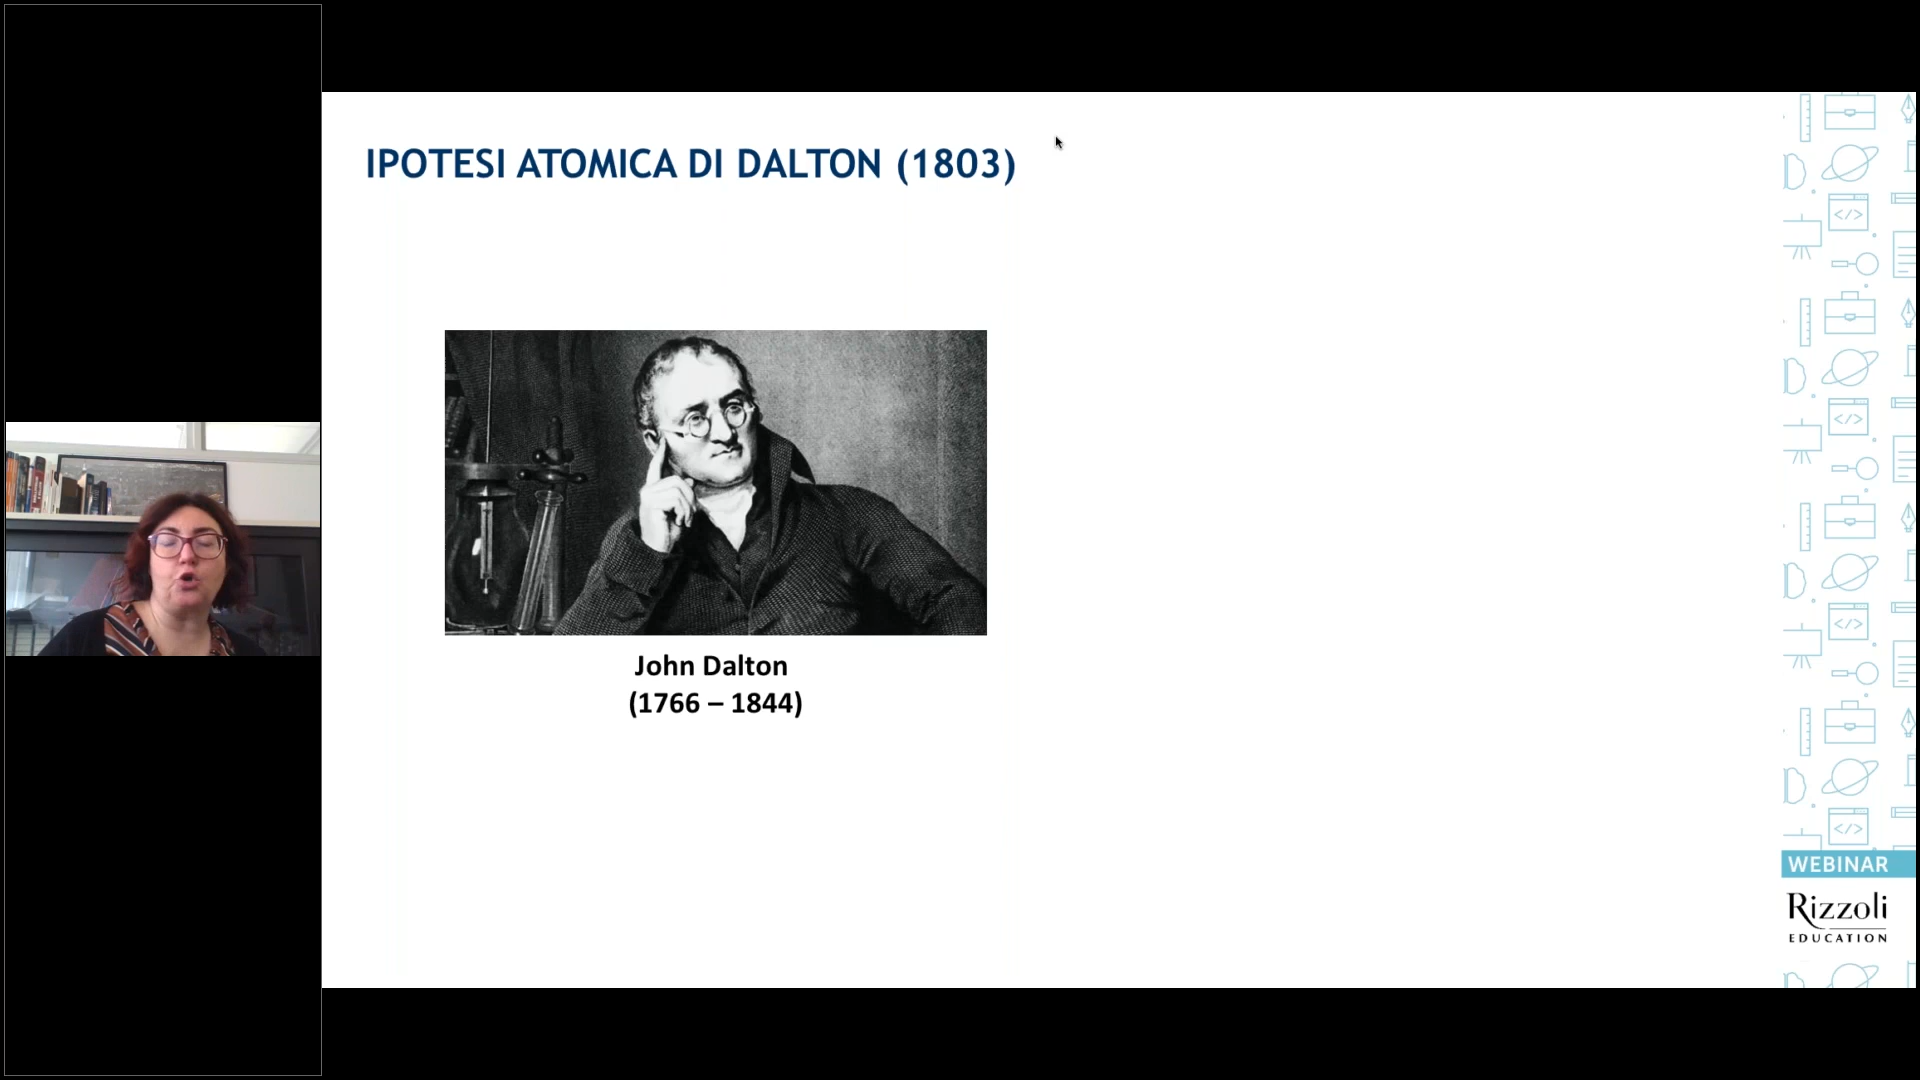 IPOTESI ATOMICA DI DALTON (1803)
John Dalton
(1766 – 1844)
WEBINAR
Rizzoli
EDUCATION